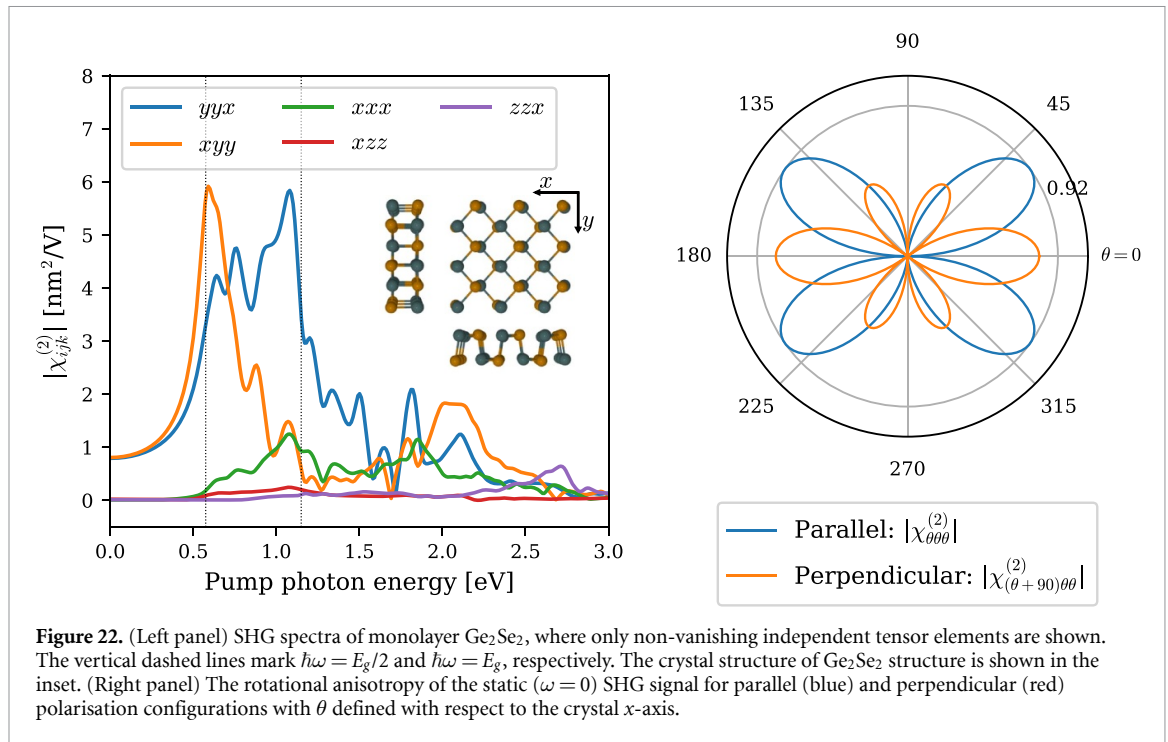 8
7
6
5
4
3
2
1
0
|χ⁽²⁾ᵢⱼₖ| [nm²/V]
yyx
xyy
xxx
xzz
zzx
x
y
0.0 0.5 1.0 1.5 2.0 2.5 3.0
Pump photon energy [eV]
90
135 45
0.92
180 θ = 0
225 315
270
Parallel: |χ⁽²⁾_θθθ|
Perpendicular: |χ⁽²⁾_(θ+90)θθ|
Figure 22. (Left panel) SHG spectra of monolayer Ge₂Se₂, where only non-vanishing independent tensor elements are shown.
The vertical dashed lines mark ℏω = E_g/2 and ℏω = E_g, respectively. The crystal structure of Ge₂Se₂ structure is shown in the
inset. (Right panel) The rotational anisotropy of the static (ω = 0) SHG signal for parallel (blue) and perpendicular (red)
polarisation configurations with θ defined with respect to the crystal x-axis.